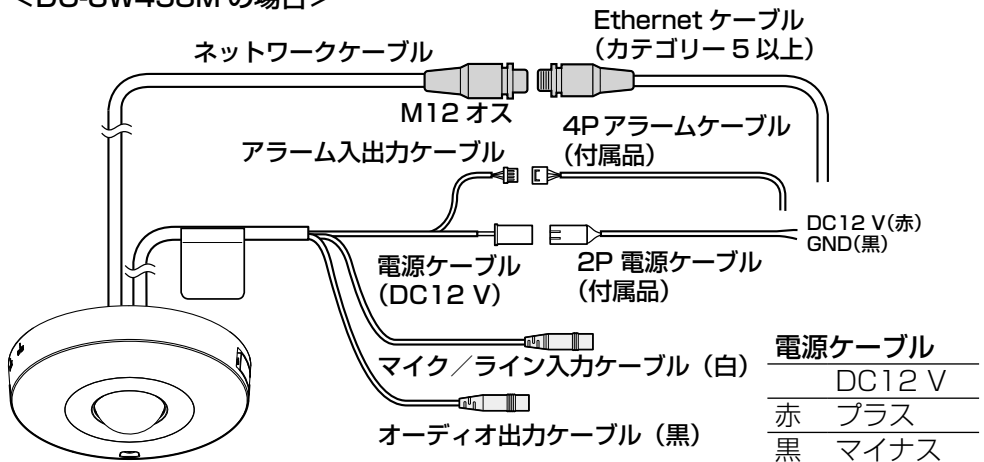 の場合＞
Ethernet ケーブル
（カテゴリー 5 以上）
ネットワークケーブル
M12 オス
4P アラームケーブル
（付属品）
アラーム入出力ケーブル
DC12 V（赤）
GND（黒）
電源ケーブル
（DC12 V）
2P 電源ケーブル
（付属品）
マイク／ライン入力ケーブル（白）
オーディオ出力ケーブル（黒）
電源ケーブル
DC12 V
赤 プラス
黒 マイナス